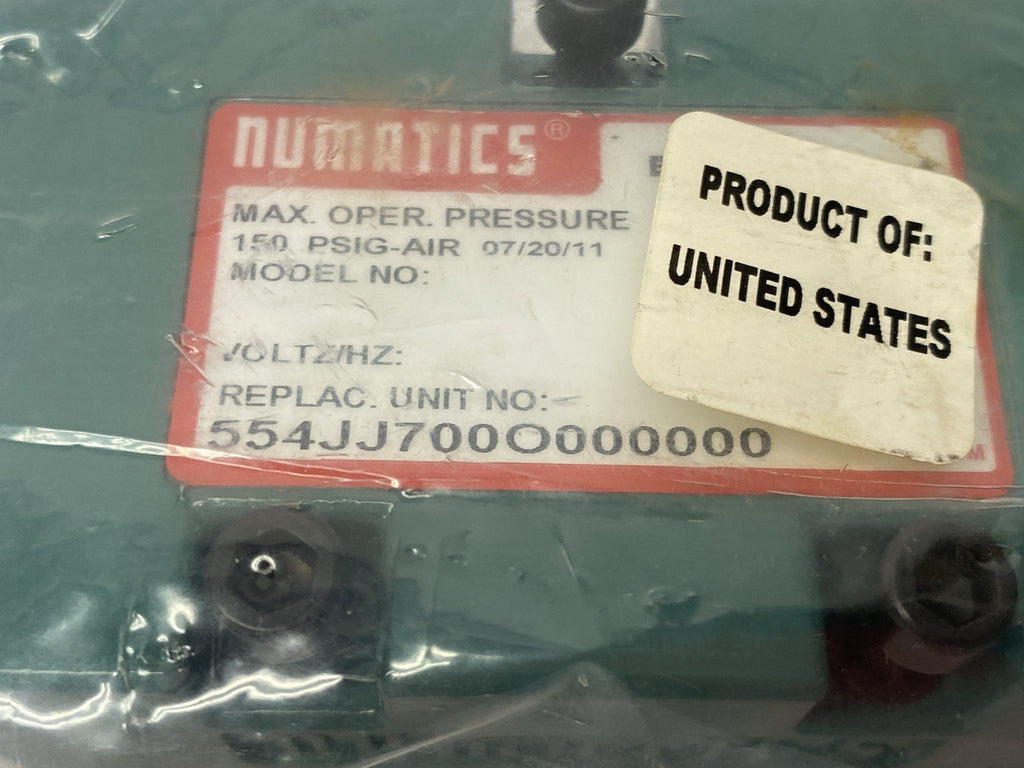 NUMATICS®
MAX. OPER. PRESSURE
150 PSIG-AIR 07/20/11
MODEL NO:
VOLTZ/HZ:
REPLAC. UNIT NO:
554JJ700O000000
PRODUCT OF:
UNITED STATES